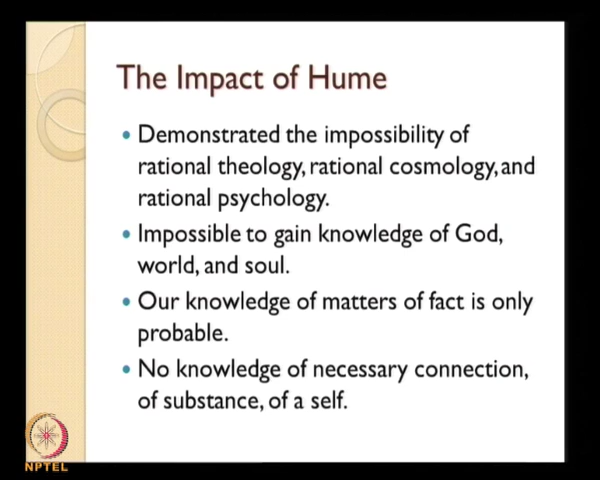 The Impact of Hume
• Demonstrated the impossibility of
rational theology, rational cosmology, and
rational psychology.
• Impossible to gain knowledge of God,
world, and soul.
• Our knowledge of matters of fact is only
probable.
• No knowledge of necessary connection,
of substance, of a self.
NPTEL